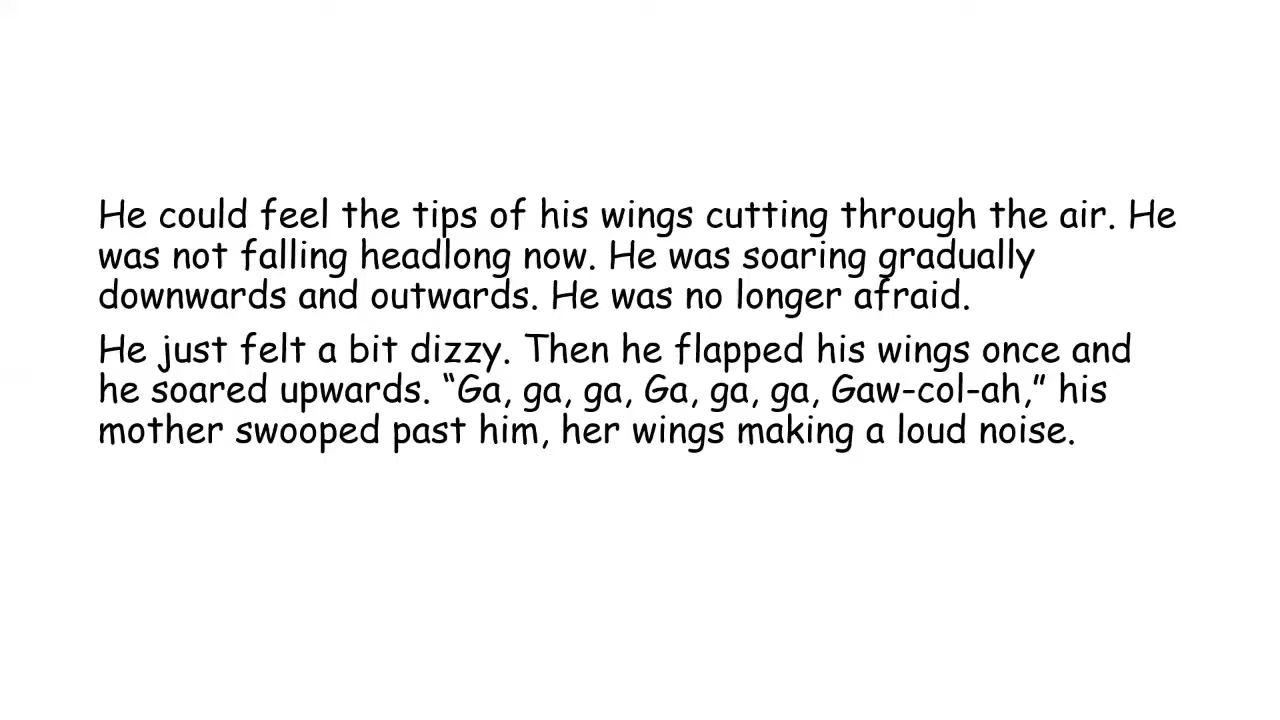 He could feel the tips of his wings cutting through the air. He
was not falling headlong now. He was soaring gradually
downwards and outwards. He was no longer afraid.
He just felt a bit dizzy. Then he flapped his wings once and
he soared upwards. “Ga, ga, ga, Ga, ga, ga, Gaw-col-ah,” his
mother swooped past him, her wings making a loud noise.